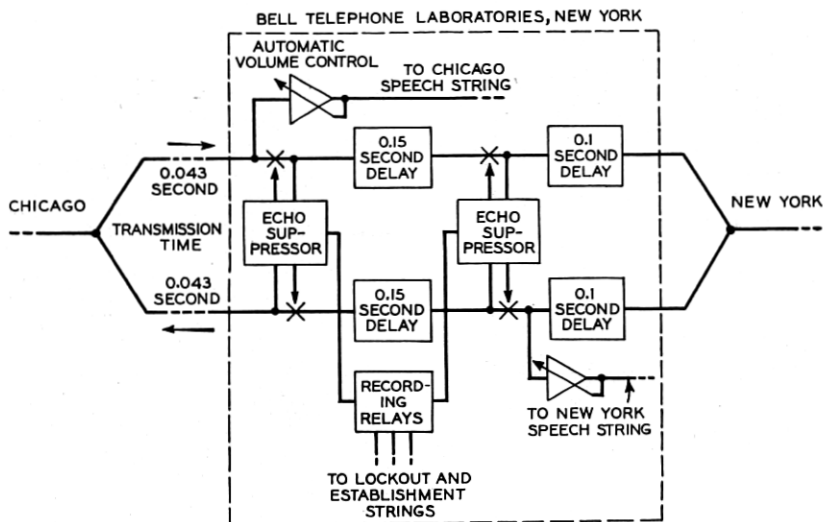 BELL TELEPHONE LABORATORIES, NEW YORK
AUTOMATIC
VOLUME CONTROL
TO CHICAGO
SPEECH STRING
0.15
SECOND
DELAY
0.1
SECOND
DELAY
0.043
SECOND
CHICAGO
TRANSMISSION
TIME
ECHO
SUP-
PRESSOR
ECHO
SUP-
PRESSOR
NEW YORK
0.043
SECOND
0.15
SECOND
DELAY
0.1
SECOND
DELAY
RECORD-
ING
RELAYS
TO NEW YORK
SPEECH STRING
TO LOCKOUT AND
ESTABLISHMENT
STRINGS